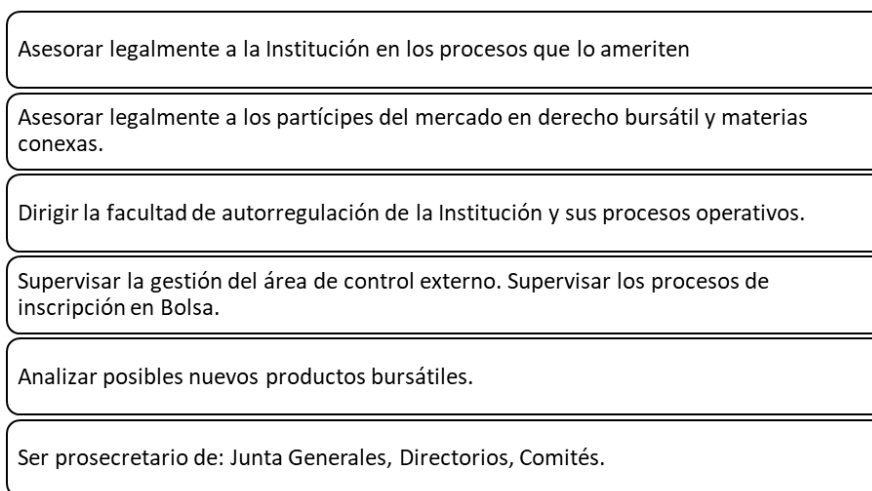 Asesorar legalmente a la Institución en los procesos que lo ameriten
Asesorar legalmente a los partícipes del mercado en derecho bursátil y materias
conexas.
Dirigir la facultad de autorregulación de la Institución y sus procesos operativos.
Supervisar la gestión del área de control externo. Supervisar los procesos de
inscripción en Bolsa.
Analizar posibles nuevos productos bursátiles.
Ser prosecretario de: Junta Generales, Directorios, Comités.